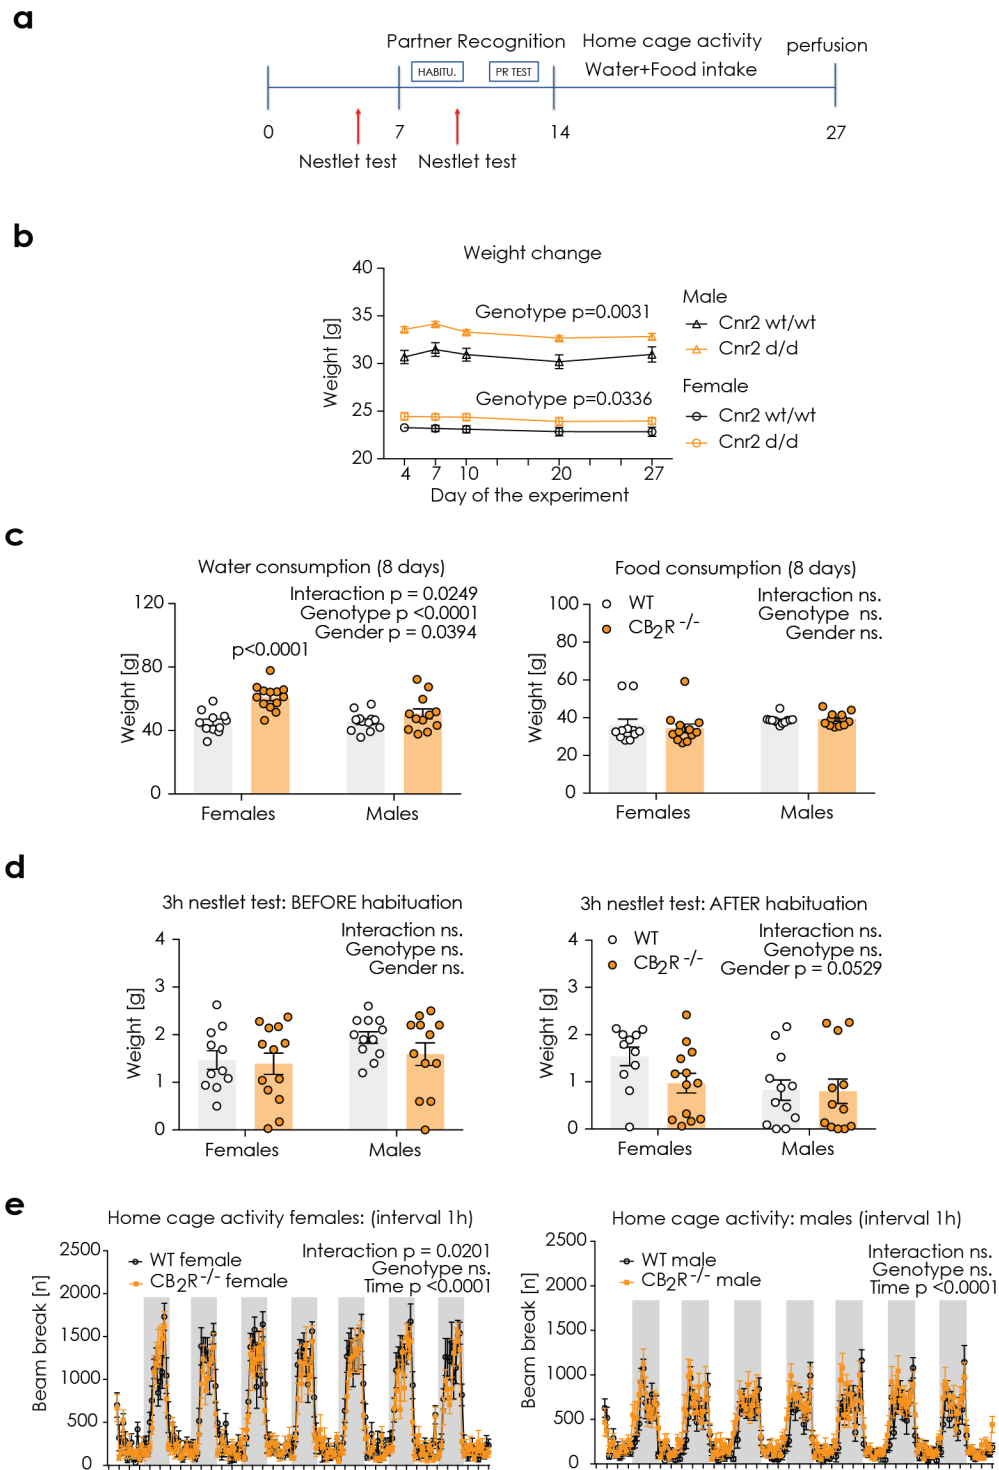 a
Partner Recognition
Home cage activity
perfusion
HABITU.
PR TEST
Water+Food intake
0
7
14
27
Nestlet test
Nestlet test
b
Weight change
40
35
30
25
20
Weight [g]
Genotype p=0.0031
Genotype p=0.0336
Male
Cnr2 wt/wt
Cnr2 d/d
Female
Cnr2 wt/wt
Cnr2 d/d
4 7 10 20 27
Day of the experiment
c
Water consumption (8 days)
Interaction p = 0.0249
Genotype p <0.0001
Gender p = 0.0394
p<0.0001
120
80
40
0
Weight [g]
Females Males
Food consumption (8 days)
WT
CB2R -/-
Interaction ns.
Genotype ns.
Gender ns.
100
80
60
40
20
0
Weight [g]
Females Males
d
3h nestlet test: BEFORE habituation
Interaction ns.
Genotype ns.
Gender ns.
4
3
2
1
0
Weight [g]
Females Males
3h nestlet test: AFTER habituation
WT
CB2R -/-
Interaction ns.
Genotype ns.
Gender p = 0.0529
4
3
2
1
0
Weight [g]
Females Males
e
Home cage activity females: (interval 1h)
WT female
CB2R-/- female
Interaction p = 0.0201
Genotype ns.
Time p <0.0001
2500
2000
1500
1000
500
0
Beam break [n]
Home cage activity: males (interval 1h)
WT male
CB2R-/- male
Interaction ns.
Genotype ns.
Time p <0.0001
2500
2000
1500
1000
500
0
Beam break [n]